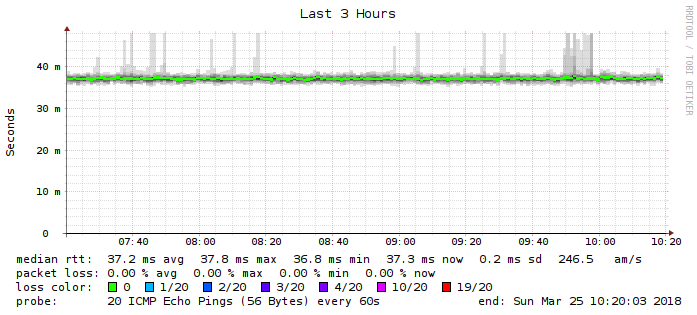 Last 3 Hours
RRDTOOL / TOBI OETIKER
Seconds
40 m
30 m
20 m
10 m
0
07:40 08:00 08:20 08:40 09:00 09:20 09:40 10:00 10:20
median rtt: 37.2 ms avg 37.8 ms max 36.8 ms min 37.3 ms now 0.2 ms sd 246.5 am/s
packet loss: 0.00 % avg 0.00 % max 0.00 % min 0.00 % now
loss color: 0 1/20 2/20 3/20 4/20 10/20 19/20
probe: 20 ICMP Echo Pings (56 Bytes) every 60s end: Sun Mar 25 10:20:03 2018